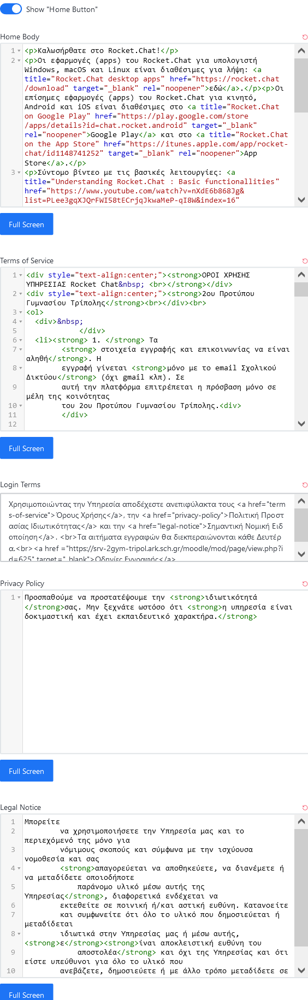 Show "Home Button"
Home Body
1 <p>Καλωσήρθατε στο Rocket.Chat!</p>
2 <p>Οι εφαρμογές (apps) του Rocket.Chat για υπολογιστή
Windows, macOS και Linux είναι διαθέσιμες για λήψη: <a
title="Rocket.Chat desktop apps" href="https://rocket.chat
/download" target="_blank" rel="noopener">εδώ</a>.</p><p>Οι
επίσημες εφαρμογές (apps) του Rocket.Chat για κινητό,
Android και iOS είναι διαθέσιμες στο <a title="Rocket.Chat
on Google Play" href="https://play.google.com/store
/apps/details?id=chat.rocket.android" target="_blank"
rel="noopener">Google Play</a> και στο <a title="Rocket.Chat
on the App Store" href="https://itunes.apple.com/app/rocket-
chat/id1148741252" target="_blank" rel="noopener">App
Store</a>.</p>
3 <p>Σύντομο βίντεο με τις βασικές λειτουργίες: <a
title="Understanding Rocket.Chat : Basic functionallities"
href="https://www.youtube.com/watch?v=nXdE6b868Jg&
list=PLee3gqXJQrFWI58tECrjqJkwaMeP-qI8W&index=16"
Full Screen
Terms of Service
1 <div style="text-align:center;"><strong>ΟΡΟΙ ΧΡΗΣΗΣ
ΥΠΗΡΕΣΙΑΣ Rocket Chat&nbsp; <br></strong></div>
2 <div style="text-align:center;"><strong>2ου Προτύπου
Γυμνασίου Τρίπολης</strong><br></div><br>
3 <ol>
4 <div>&nbsp;
5 </div>
6 <li><strong> 1. </strong> Τα
7 <strong> στοιχεία εγγραφής και επικοινωνίας να είναι
αληθή</strong>. Η
8 εγγραφή γίνεται <strong>μόνο με το email Σχολικού
Δικτύου</strong> (όχι gmail κλπ). Σε
9 αυτή την πλατφόρμα επιτρέπεται η πρόσβαση μόνο σε
μέλη της κοινότητας
10 του 2ου Προτύπου Γυμνασίου Τρίπολης.<div>
11 </div>
12
Full Screen
Login Terms
Χρησιμοποιώντας την Υπηρεσία αποδέχεστε ανεπιφύλακτα τους <a href="term
s-of-service">Όρους Χρήσης</a>, την <a href="privacy-policy">Πολιτική Προστ
ασίας Ιδιωτικότητας</a> και την <a href="legal-notice">Σημαντική Νομική Ειδ
οποίηση</a>. <br>Τα αιτήματα εγγραφών θα διεκπεραιώνονται κάθε Δευτέρ
α.<br><a href ="https://srv-2gym-tripol.ark.sch.gr/moodle/mod/page/view.php?i
d=625" target="_blank">Οδηγίες Εγγραφής</a>
Privacy Policy
1 Προσπαθούμε να προστατέψουμε την <strong>ιδιωτικότητά
</strong>σας. Μην ξεχνάτε ωστόσο ότι <strong>η υπηρεσία είναι
δοκιμαστική και έχει εκπαιδευτικό χαρακτήρα.</strong>
Full Screen
Legal Notice
1 Μπορείτε
2 να χρησιμοποιήσετε την Υπηρεσία μας και το
περιεχόμενό της μόνο για
3 νόμιμους σκοπούς και σύμφωνα με την ισχύουσα
νομοθεσία και σας
4 <strong>απαγορεύεται να αποθηκεύετε, να διανέμετε ή
να μεταδίδετε οποιοδήποτε
5 παράνομο υλικό μέσω αυτής της
Υπηρεσίας</strong>, διαφορετικά ενδέχεται να
6 εκτεθείτε σε ποινική ή/και αστική ευθύνη. Κατανοείτε
7 και συμφωνείτε ότι όλο το υλικό που δημοσιεύεται ή
μεταδίδεται
8 ιδιωτικά στην Υπηρεσίας μας ή μέσω αυτής,
<strong>ε</strong><strong>ίναι αποκλειστική ευθύνη του
9 αποστολέα</strong> και όχι της Υπηρεσίας και ότι
είστε υπεύθυνοι για όλο το υλικό που
10 ανεβάζετε, δημοσιεύετε ή με άλλο τρόπο μεταδίδετε σε
Full Screen